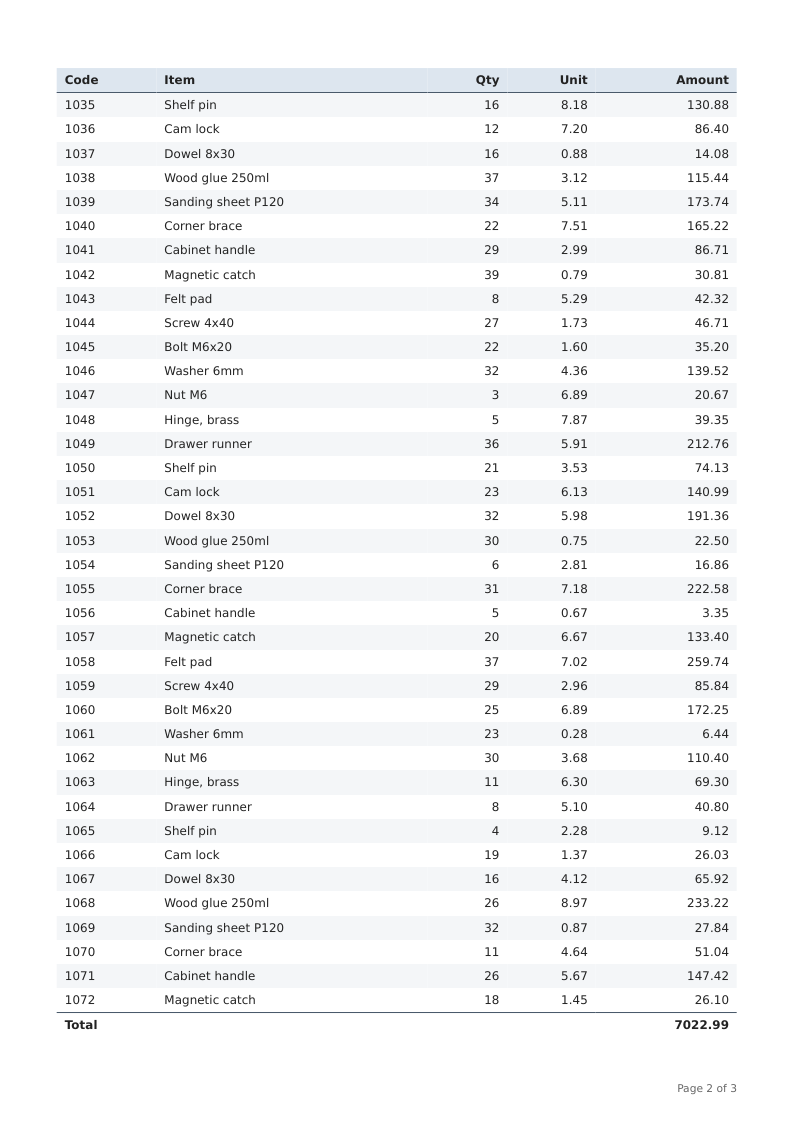 Code Item Qty Unit Amount
1035 Shelf pin 16 8.18 130.88
1036 Cam lock 12 7.20 86.40
1037 Dowel 8x30 16 0.88 14.08
1038 Wood glue 250ml 37 3.12 115.44
1039 Sanding sheet P120 34 5.11 173.74
1040 Corner brace 22 7.51 165.22
1041 Cabinet handle 29 2.99 86.71
1042 Magnetic catch 39 0.79 30.81
1043 Felt pad 8 5.29 42.32
1044 Screw 4x40 27 1.73 46.71
1045 Bolt M6x20 22 1.60 35.20
1046 Washer 6mm 32 4.36 139.52
1047 Nut M6 3 6.89 20.67
1048 Hinge, brass 5 7.87 39.35
1049 Drawer runner 36 5.91 212.76
1050 Shelf pin 21 3.53 74.13
1051 Cam lock 23 6.13 140.99
1052 Dowel 8x30 32 5.98 191.36
1053 Wood glue 250ml 30 0.75 22.50
1054 Sanding sheet P120 6 2.81 16.86
1055 Corner brace 31 7.18 222.58
1056 Cabinet handle 5 0.67 3.35
1057 Magnetic catch 20 6.67 133.40
1058 Felt pad 37 7.02 259.74
1059 Screw 4x40 29 2.96 85.84
1060 Bolt M6x20 25 6.89 172.25
1061 Washer 6mm 23 0.28 6.44
1062 Nut M6 30 3.68 110.40
1063 Hinge, brass 11 6.30 69.30
1064 Drawer runner 8 5.10 40.80
1065 Shelf pin 4 2.28 9.12
1066 Cam lock 19 1.37 26.03
1067 Dowel 8x30 16 4.12 65.92
1068 Wood glue 250ml 26 8.97 233.22
1069 Sanding sheet P120 32 0.87 27.84
1070 Corner brace 11 4.64 51.04
1071 Cabinet handle 26 5.67 147.42
1072 Magnetic catch 18 1.45 26.10
Total 7022.99
Page 2 of 3